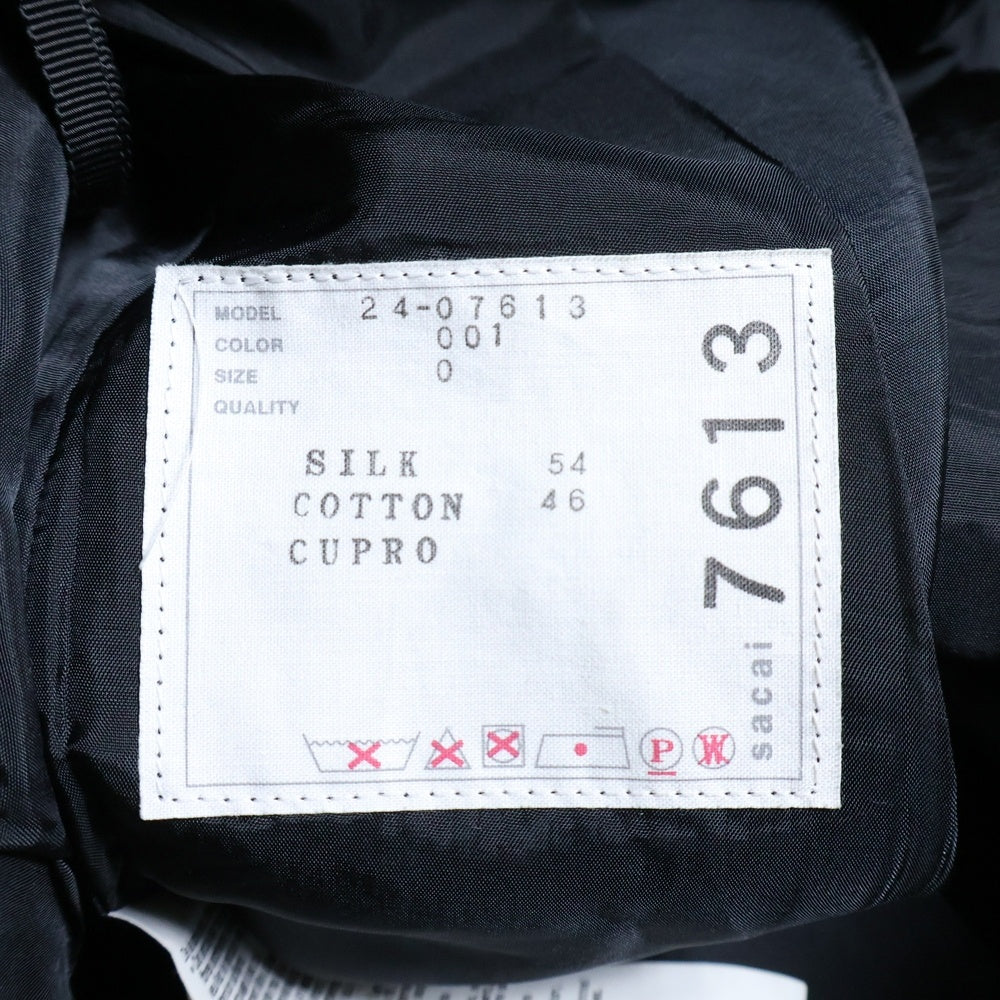 MODEL 24-07613
COLOR 001
SIZE 0
QUALITY
SILK 54
COTTON 46
CUPRO
P W
sacai 7613